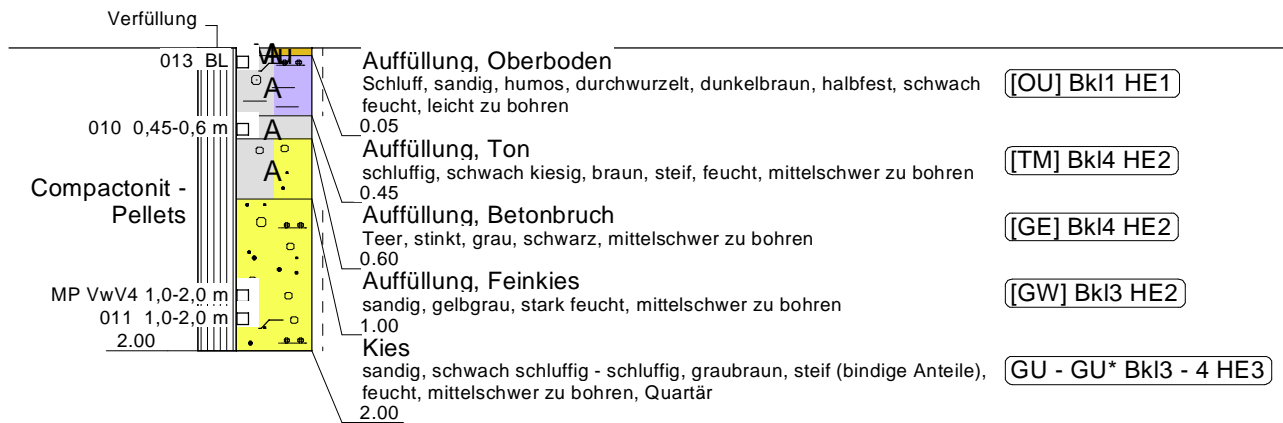 Verfüllung
013 BL
Au
A
010 0,45-0,6 m
A
A
Compactonit -
Pellets
MP VwV4 1,0-2,0 m
011 1,0-2,0 m
2.00
Auffüllung, Oberboden
Schluff, sandig, humos, durchwurzelt, dunkelbraun, halbfest, schwach
feucht, leicht zu bohren
0.05
[OU] Bkl1 HE1
Auffüllung, Ton
schluffig, schwach kiesig, braun, steif, feucht, mittelschwer zu bohren
0.45
[TM] Bkl4 HE2
Auffüllung, Betonbruch
Teer, stinkt, grau, schwarz, mittelschwer zu bohren
0.60
[GE] Bkl4 HE2
Auffüllung, Feinkies
sandig, gelbgrau, stark feucht, mittelschwer zu bohren
1.00
[GW] Bkl3 HE2
Kies
sandig, schwach schluffig - schluffig, graubraun, steif (bindige Anteile),
feucht, mittelschwer zu bohren, Quartär
2.00
GU - GU* Bkl3 - 4 HE3